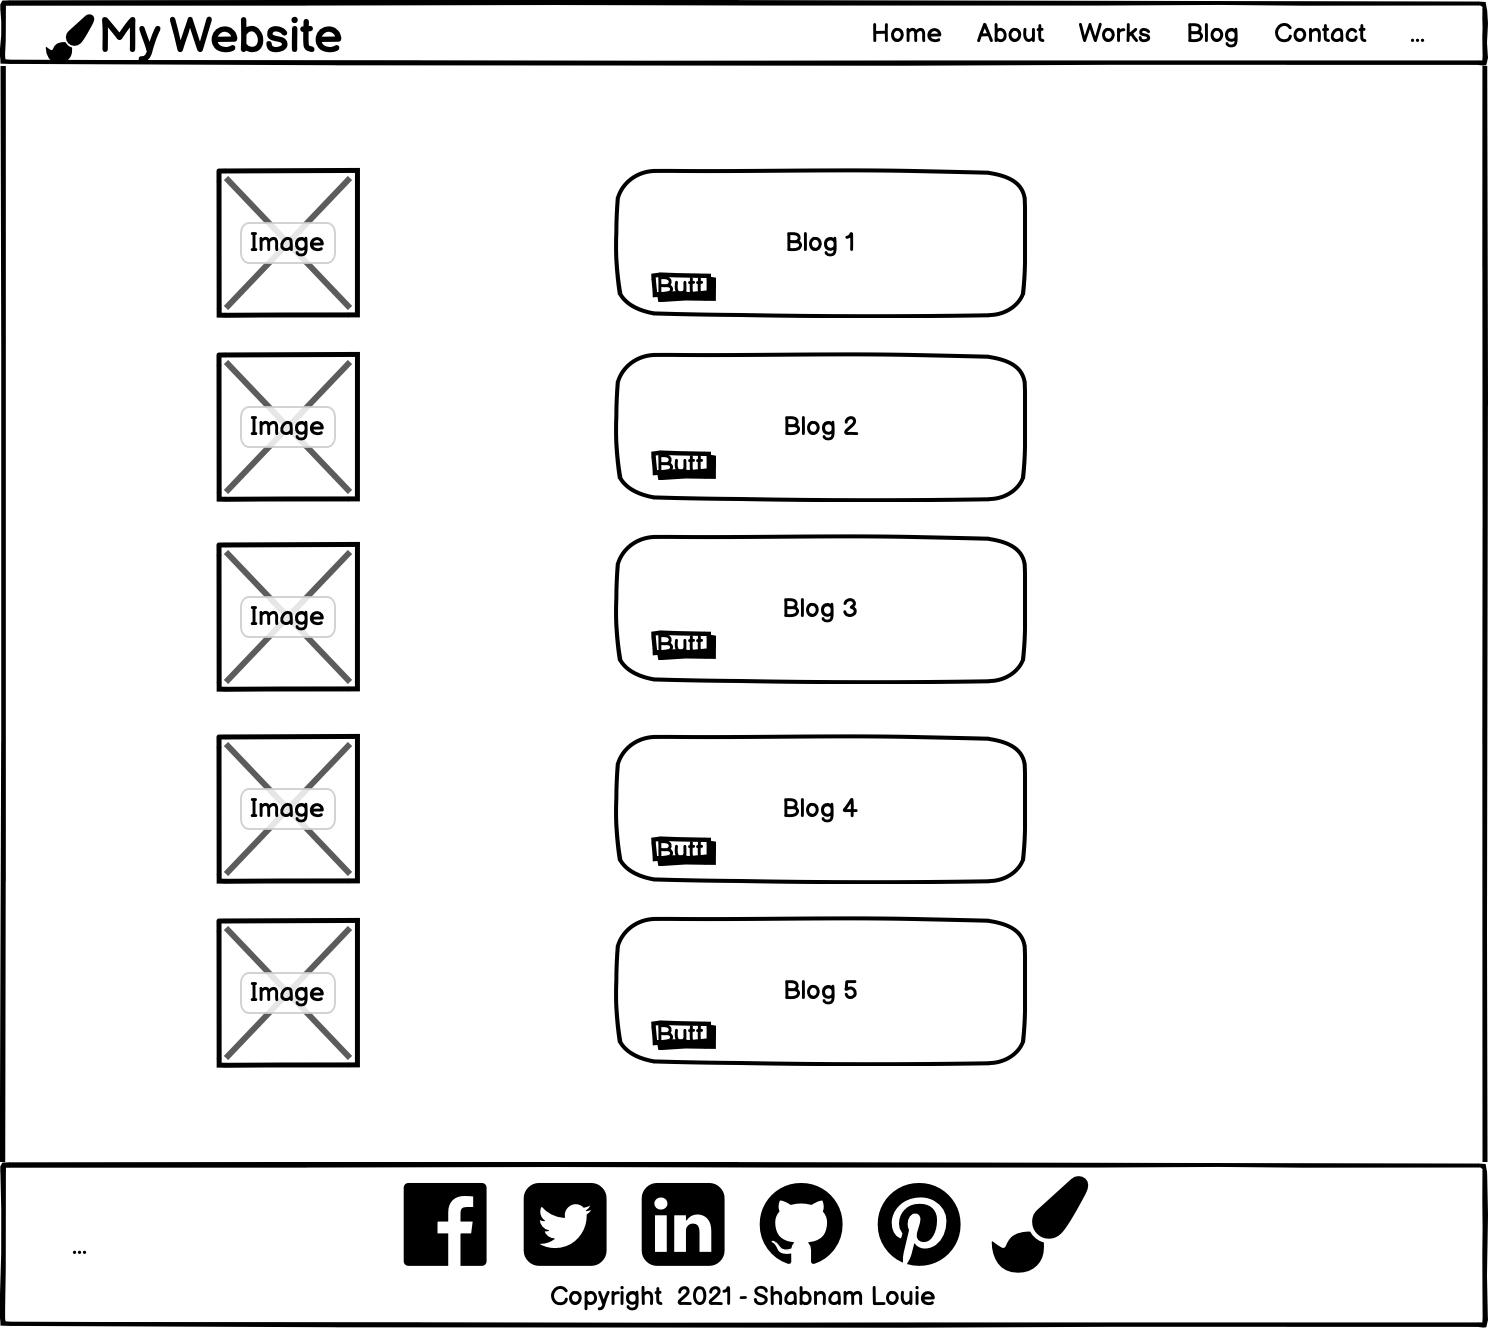 My Website
Home About Works Blog Contact ...
Image
Blog 1
Butt
Image
Blog 2
Butt
Image
Blog 3
Butt
Image
Blog 4
Butt
Image
Blog 5
Butt
...
Copyright 2021 - Shabnam Louie